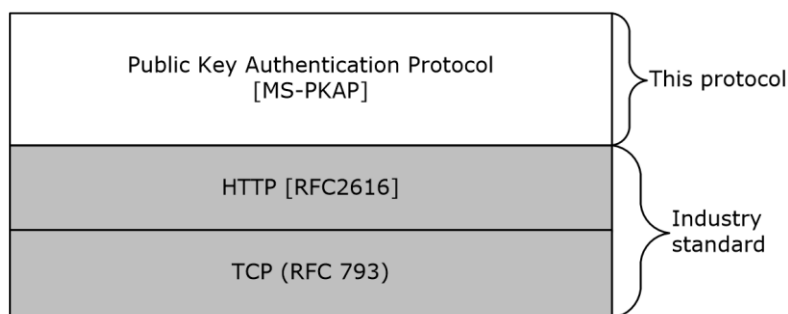 Public Key Authentication Protocol
[MS-PKAP]
This protocol
HTTP [RFC2616]
Industry
standard
TCP (RFC 793)